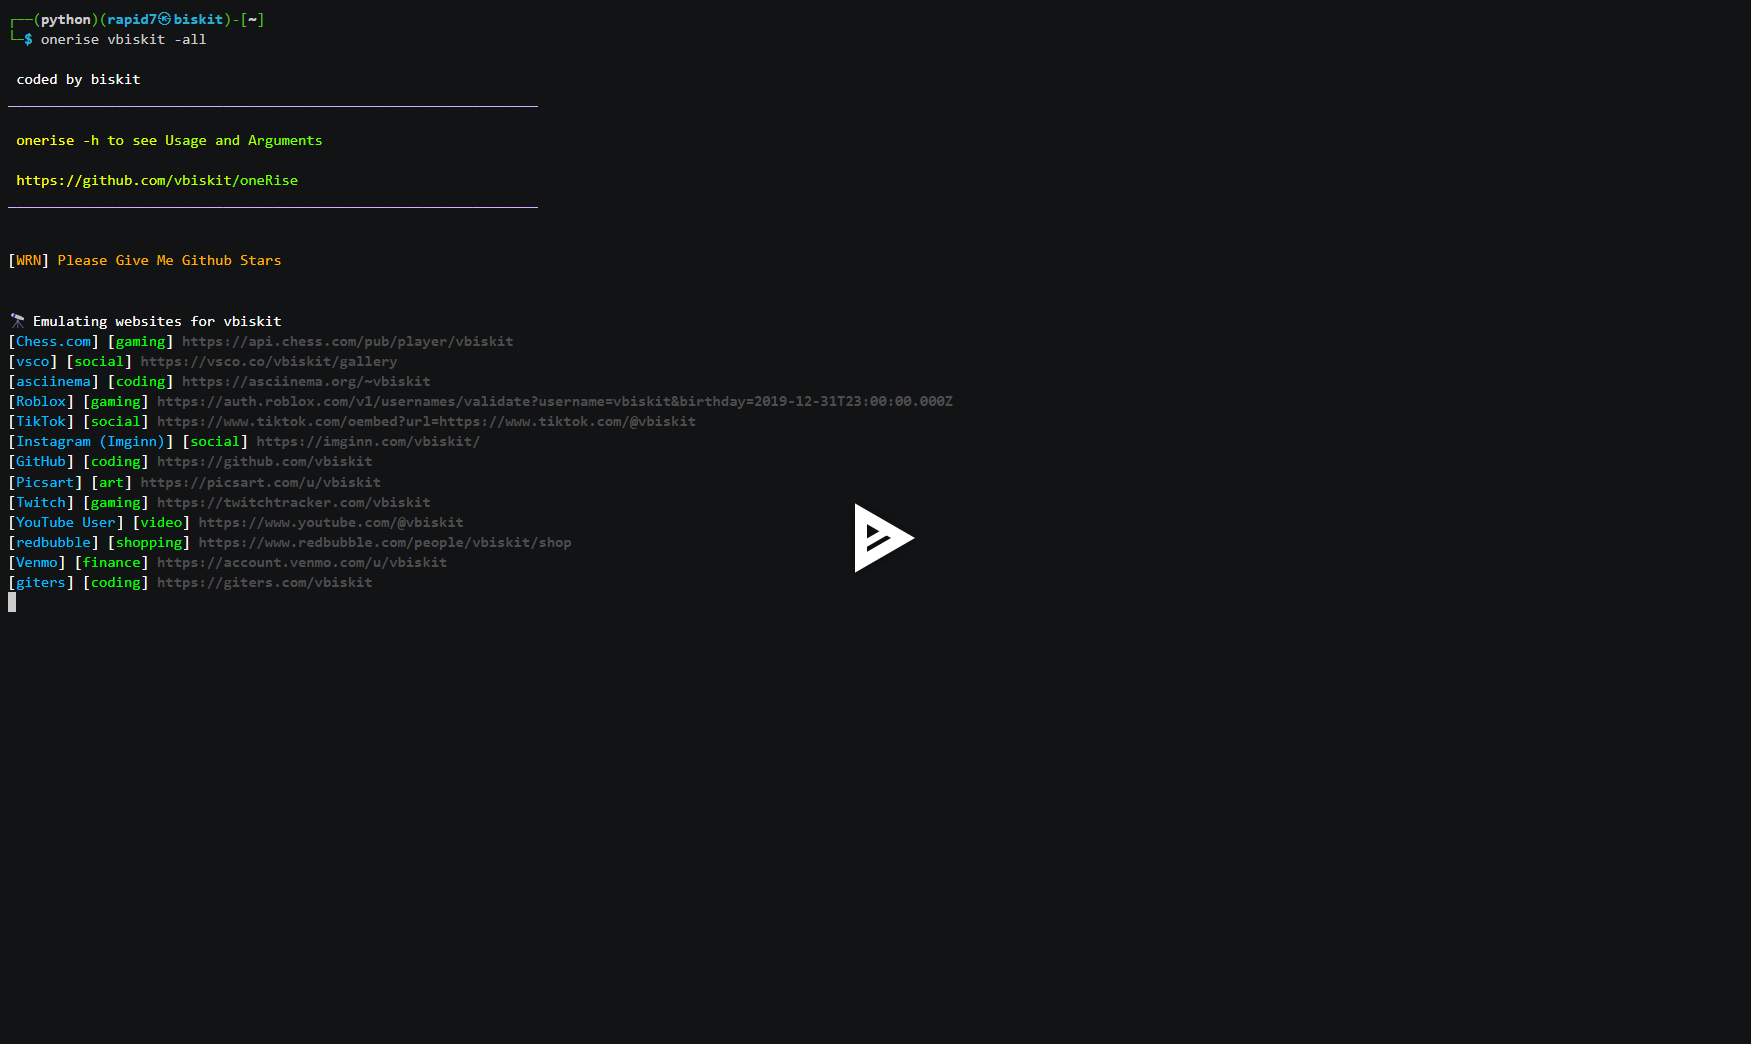 ┌──(python)(rapid7㉿biskit)-[~]
└─$ onerise vbiskit -all
coded by biskit
onerise -h to see Usage and Arguments
https://github.com/vbiskit/oneRise
[WRN] Please Give Me Github Stars
🔭 Emulating websites for vbiskit
[Chess.com] [gaming] https://api.chess.com/pub/player/vbiskit
[vsco] [social] https://vsco.co/vbiskit/gallery
[asciinema] [coding] https://asciinema.org/~vbiskit
[Roblox] [gaming] https://auth.roblox.com/v1/usernames/validate?username=vbiskit&birthday=2019-12-31T23:00:00.000Z
[TikTok] [social] https://www.tiktok.com/oembed?url=https://www.tiktok.com/@vbiskit
[Instagram (Imginn)] [social] https://imginn.com/vbiskit/
[GitHub] [coding] https://github.com/vbiskit
[Picsart] [art] https://picsart.com/u/vbiskit
[Twitch] [gaming] https://twitchtracker.com/vbiskit
[YouTube User] [video] https://www.youtube.com/@vbiskit
[redbubble] [shopping] https://www.redbubble.com/people/vbiskit/shop
[Venmo] [finance] https://account.venmo.com/u/vbiskit
[giters] [coding] https://giters.com/vbiskit